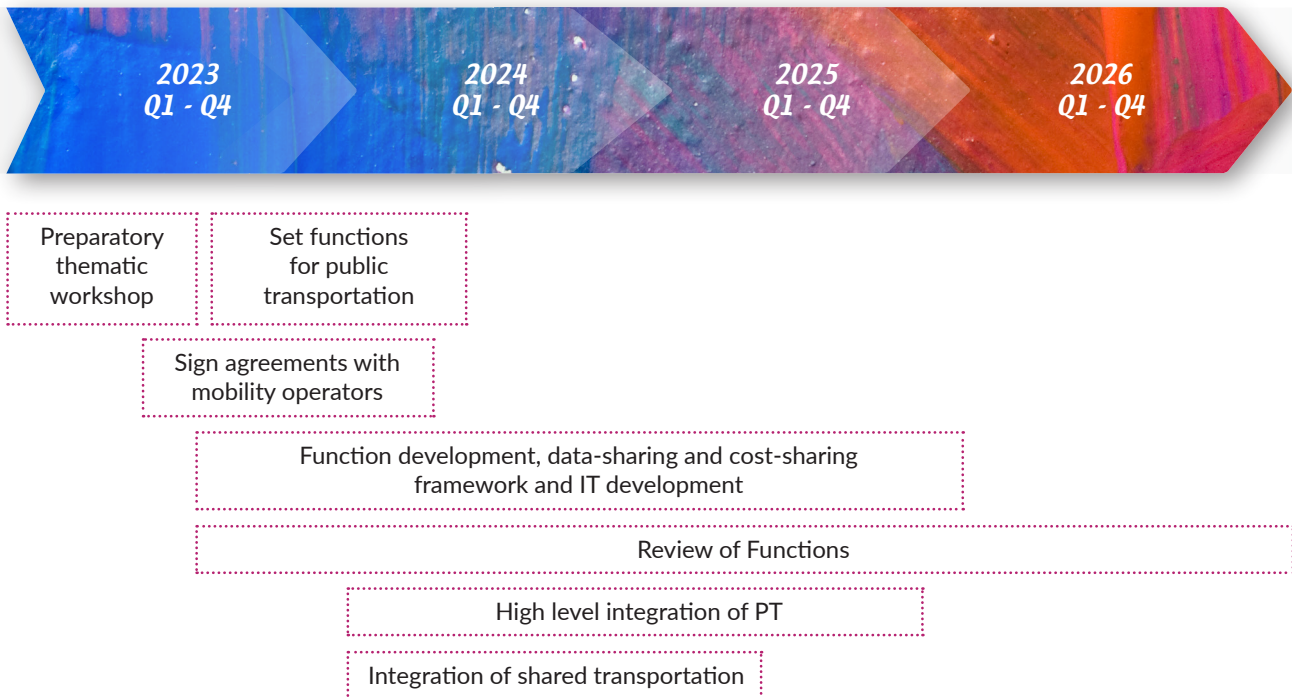 2023
Q1 - Q4
2024
Q1 - Q4
2025
Q1 - Q4
2026
Q1 - Q4
Preparatory
thematic
workshop
Set functions
for public
transportation
Sign agreements with
mobility operators
Function development, data-sharing and cost-sharing
framework and IT development
Review of Functions
High level integration of PT
Integration of shared transportation